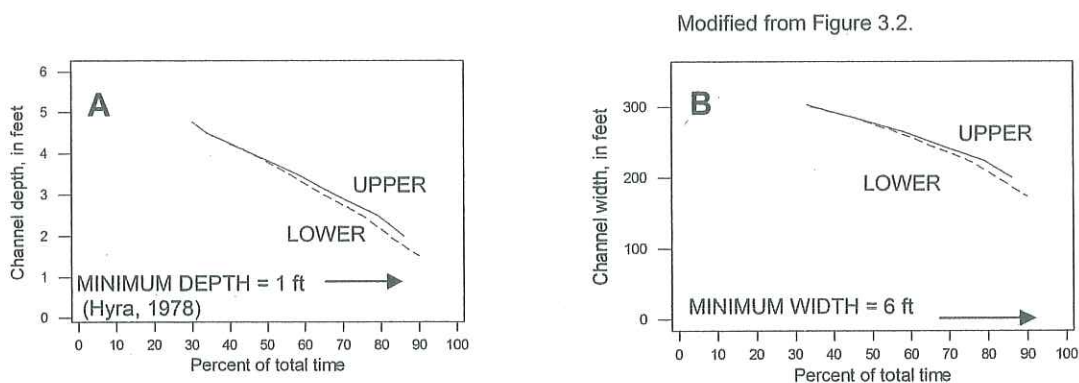 Modified from Figure 3.2.
A
Channel depth, in feet
6
5
4
3
2
1
0
UPPER
LOWER
MINIMUM DEPTH = 1 ft
(Hyra, 1978)
0 10 20 30 40 50 60 70 80 90 100
Percent of total time
B
Channel width, in feet
300
200
100
0
UPPER
LOWER
MINIMUM WIDTH = 6 ft
0 10 20 30 40 50 60 70 80 90 100
Percent of total time